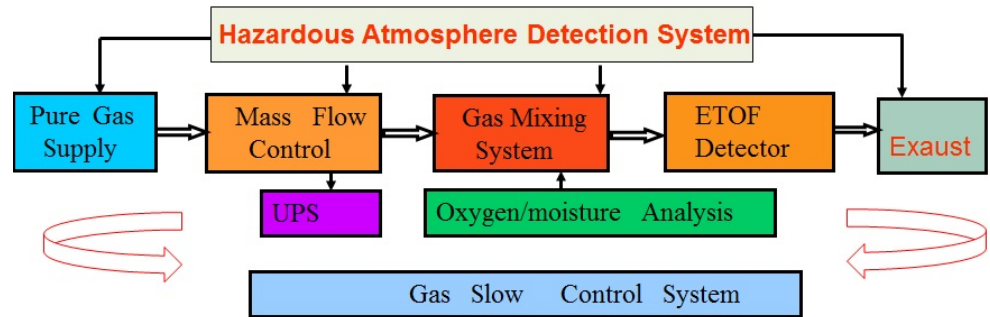 Hazardous Atmosphere Detection System
Pure Gas
Supply
Mass Flow
Control
Gas Mixing
System
ETOF
Detector
Exaust
UPS
Oxygen/moisture Analysis
Gas Slow Control System